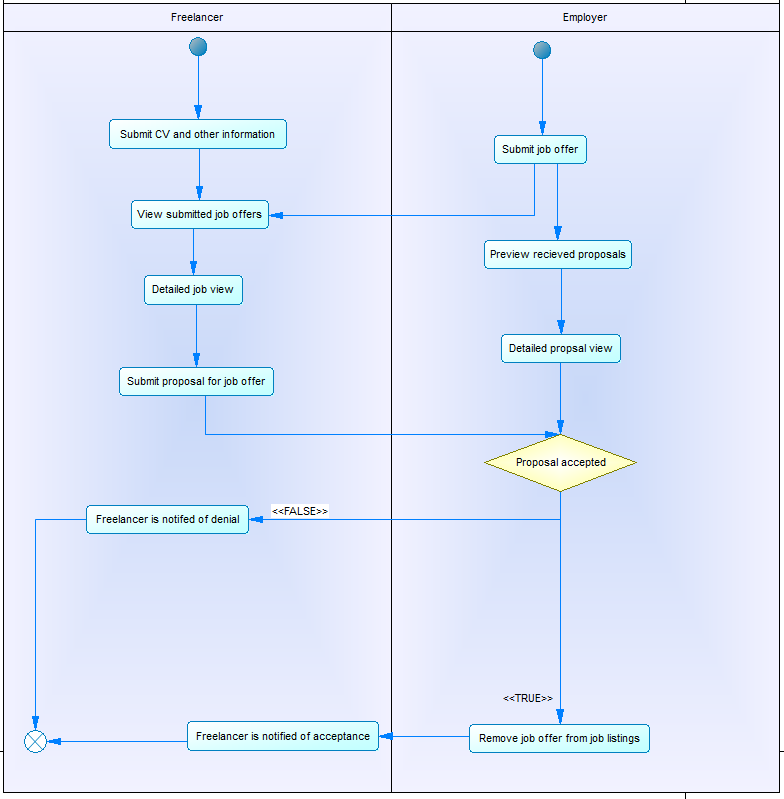 Freelancer
Employer
Submit CV and other information
Submit job offer
View submitted job offers
Preview recieved proposals
Detailed job view
Detailed propsal view
Submit proposal for job offer
Proposal accepted
<<FALSE>>
Freelancer is notifed of denial
<<TRUE>>
Freelancer is notified of acceptance
Remove job offer from job listings